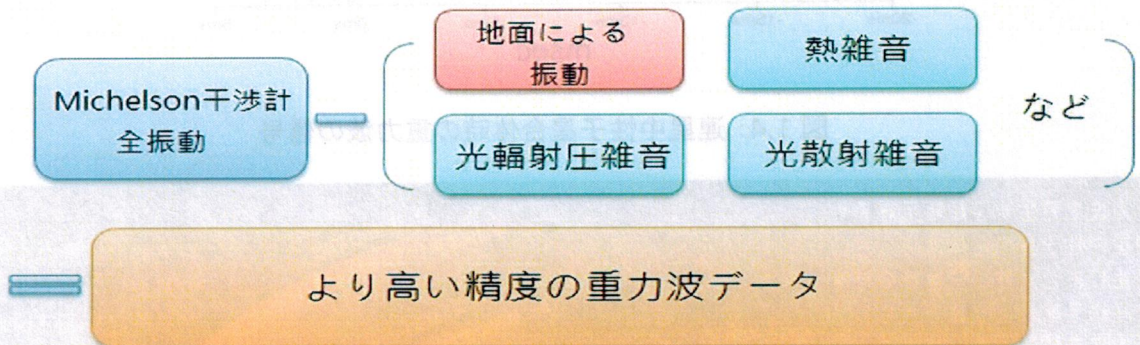 地面による
振動
熱雑音
Michelson干渉計
全振動
など
光輻射圧雑音
光散射雑音
より高い精度の重力波データ